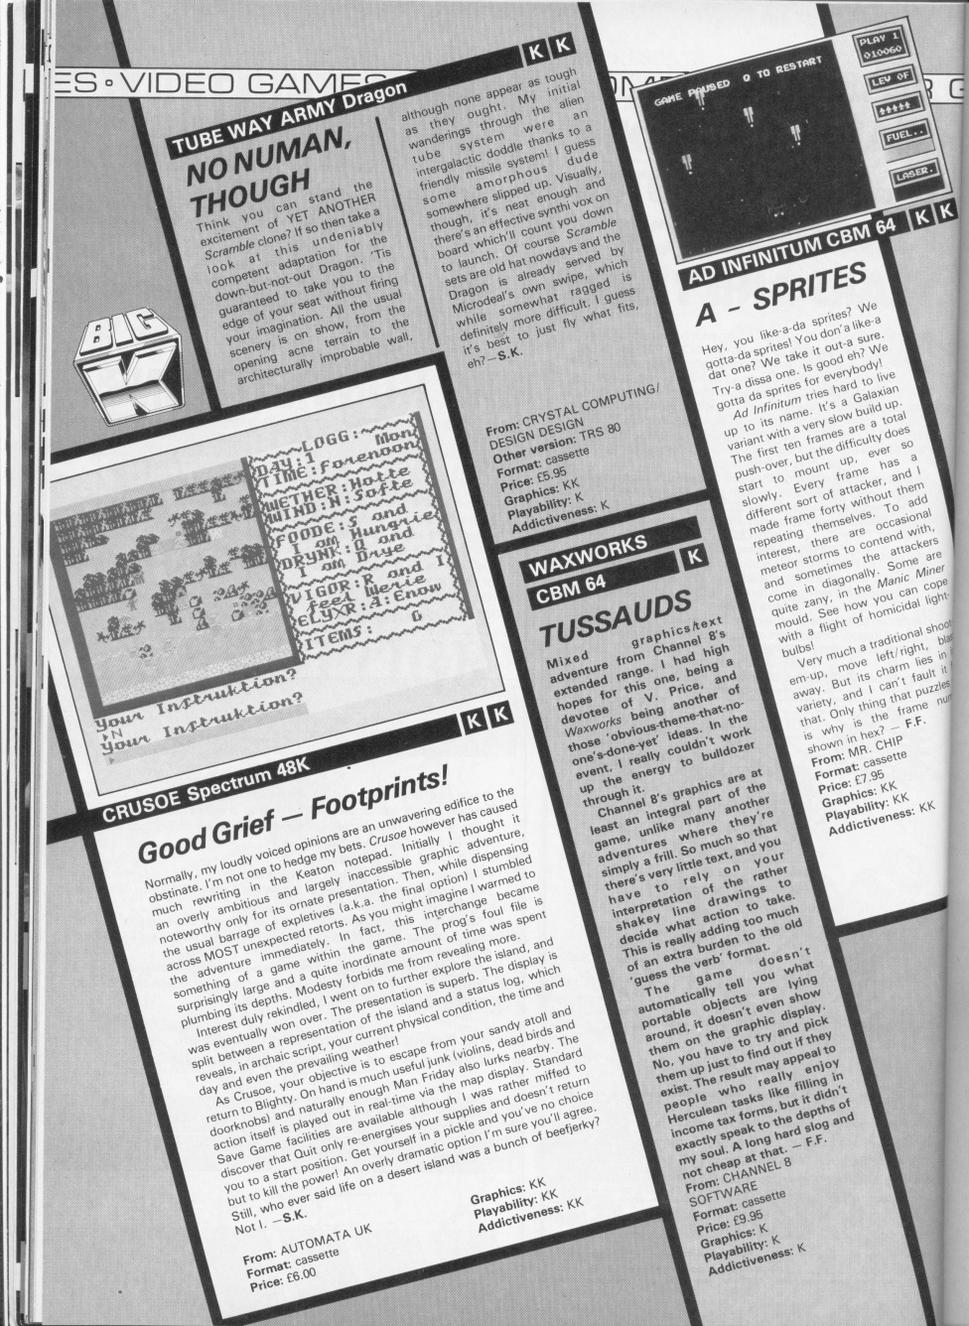 ES • VIDEO GAMES
TUBE WAY ARMY Dragon
K K
NO NUMAN,
THOUGH
Think you can stand the
excitement of YET ANOTHER
Scramble clone? If so then take a
look at this undeniably
competent adaptation for the
down-but-not-out Dragon. 'Tis
guaranteed to take you to the
edge of your seat without firing
your imagination. All the usual
scenery is on show, from the
opening acne terrain to the
architecturally improbable wall,
although none appear as tough
as they ought. My initial
wanderings through the alien
tube system were an
intergalactic doddle thanks to a
friendly missile system! I guess
some amorphous dude
somewhere slipped up. Visually,
though, it's neat enough and
there's an effective synthi vox on
board which'll count you down
to launch. Of course Scramble
sets are old hat nowdays and the
Dragon is already served by
Microdeal's own swipe, which
while somewhat ragged is
definitely more difficult. I guess
it's best to just fly what fits,
eh?—S.K.
From: CRYSTAL COMPUTING/
DESIGN DESIGN
Other version: TRS 80
Format: cassette
Price: £5.95
Graphics: KK
Playability: K
Addictiveness: K
BIG
K
LOGG:
DAY:1 Mon
TIME:Forenoon
WETHER:Hotte
WIND:N:Softe
FOODE:S and
I am Hungrie
DRYNK:Q and
I am Drye
VIGOR:R and I
feel Werie
ELYXR:A:Enow
ITEMS: G
Your Instruktion?
›N
Your Instruktion?
›
CRUSOE Spectrum 48K
K K
Good Grief — Footprints!
Normally, my loudly voiced opinions are an unwavering edifice to the
obstinate. I'm not one to hedge my bets. Crusoe however has caused
much rewriting in the Keaton notepad. Initially I thought it
an overly ambitious and largely inaccessible graphic adventure,
noteworthy only for its ornate presentation. Then, while dispensing
the usual barrage of expletives (a.k.a. the final option) I stumbled
across MOST unexpected retorts. As you might imagine I warmed to
the adventure immediately. In fact, this interchange became
something of a game within the game. The prog's foul file is
surprisingly large and a quite inordinate amount of time was spent
plumbing its depths. Modesty forbids me from revealing more.
Interest duly rekindled, I went on to further explore the island, and
was eventually won over. The presentation is superb. The display is
split between a representation of the island and a status log, which
reveals, in archaic script, your current physical condition, the time and
day and even the prevailing weather!
As Crusoe, your objective is to escape from your sandy atoll and
return to Blighty. On hand is much useful junk (violins, dead birds and
doorknobs) and naturally enough Man Friday also lurks nearby. The
action itself is played out in real-time via the map display. Standard
Save Game facilities are available although I was rather miffed to
discover that Quit only re-energises your supplies and doesn't return
you to a start position. Get yourself in a pickle and you've no choice
but to kill the power! An overly dramatic option I'm sure you'll agree.
Still, who ever said life on a desert island was a bunch of beefjerky?
Not I. —S.K.
From: AUTOMATA UK
Format: cassette
Price: £6.00
Graphics: KK
Playability: KK
Addictiveness: KK
WAXWORKS
CBM 64
K
TUSSAUDS
Mixed graphics/text
adventure from Channel 8's
extended range. I had high
hopes for this one, being a
devotee of V. Price, and
Waxworks being another of
those 'obvious-theme-that-no-
one's-done-yet' ideas. In the
event, I really couldn't work
up the energy to bulldozer
through it.
Channel 8's graphics are at
least an integral part of the
game, unlike many another
adventures where they're
simply a frill. So much so that
there's very little text, and you
have to rely on your
interpretation of the rather
shakey line drawings to
decide what action to take.
This is really adding too much
of an extra burden to the old
'guess the verb' format.
The game doesn't
automatically tell you what
portable objects are lying
around, it doesn't even show
them on the graphic display.
No, you have to try and pick
them up just to find out if they
exist. The result may appeal to
people who really enjoy
Herculean tasks like filling in
income tax forms, but it didn't
exactly speak to the depths of
my soul. A long hard slog and
not cheap at that. — F.F.
From: CHANNEL 8
SOFTWARE
Format: cassette
Price: £9.95
Graphics: K
Playability: K
Addictiveness: K
GAME PAUSED Q TO RESTART
PLAY 1
010060
LEV 0F
FUEL..
LASER.
AD INFINITUM CBM 64
K K
A - SPRITES
Hey, you like-a-da sprites? We
gotta-da sprites! You don'a like-a
dat one? We take it out-a sure.
Try-a dissa one. Is good eh? We
gotta da sprites for everybody!
Ad Infinitum tries hard to live
up to its name. It's a Galaxian
variant with a very slow build up.
The first ten frames are a total
push-over, but the difficulty does
start to mount up, ever so
slowly. Every frame has a
different sort of attacker, and I
made frame forty without them
repeating themselves. To add
interest, there are occasional
meteor storms to contend with,
and sometimes the attackers
come in diagonally. Some are
quite zany, in the Manic Miner
mould. See how you can cope
with a flight of homicidal light-
bulbs!
Very much a traditional shoot
em-up, move left/right, bla
away. But its charm lies in
variety, and I can't fault it
that. Only thing that puzzles
is why is the frame num
shown in hex? — F.F.
From: MR. CHIP
Format: cassette
Price: £7.95
Graphics: KK
Playability: KK
Addictiveness: KK